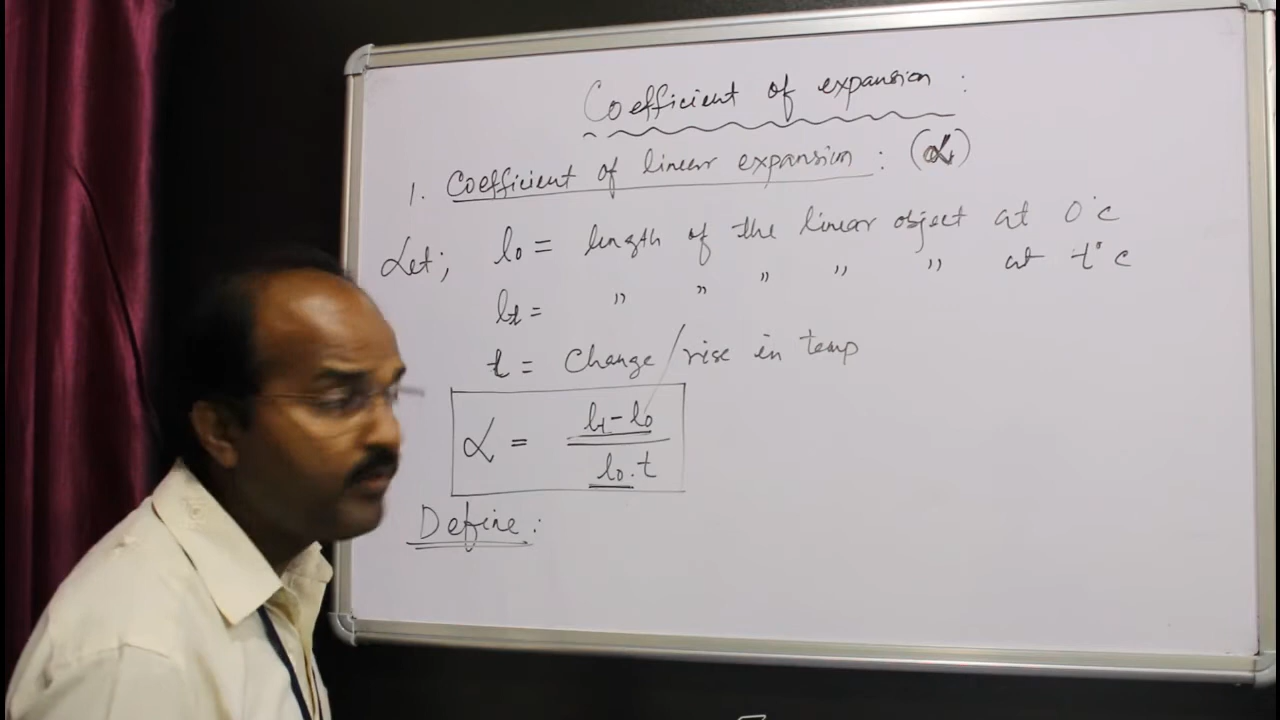 Coefficient of expansion :
1. Coefficient of linear expansion : (α)
Let; l₀ = length of the linear object at 0°c
lt = " " " " " at t°c
t = Change/rise in temp
α = lt - l₀
l₀.t
Define :